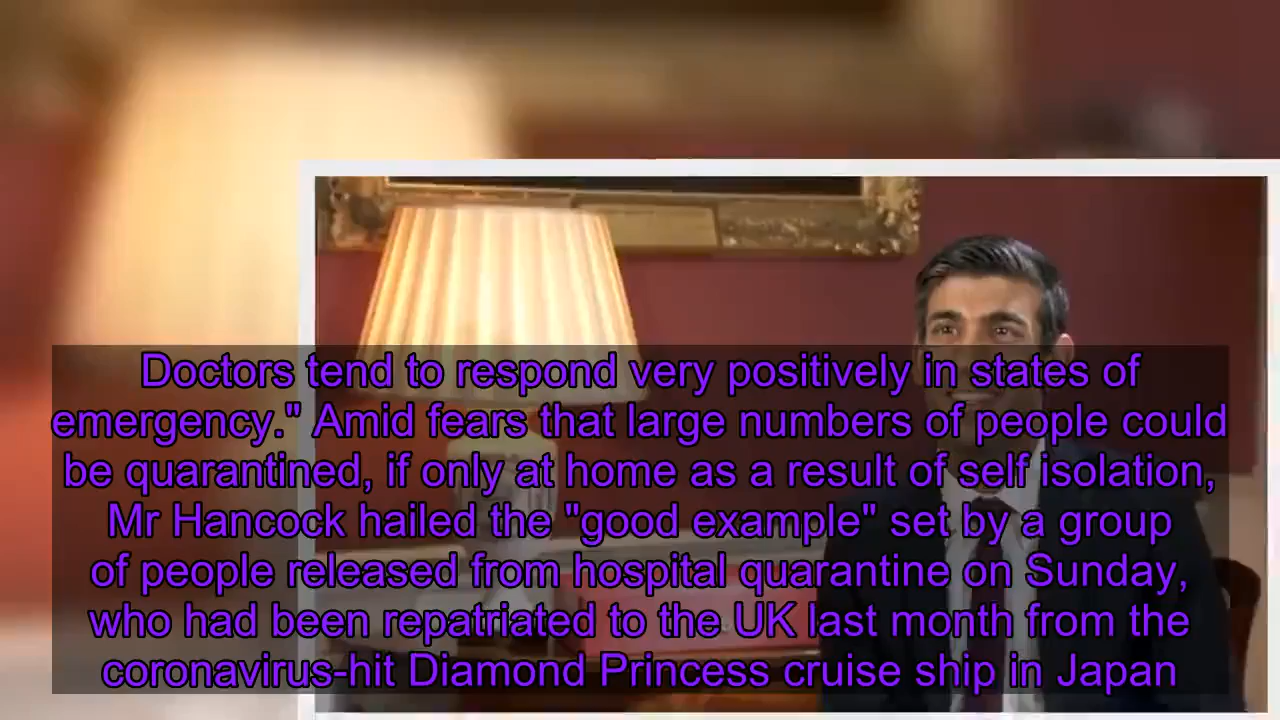 Doctors tend to respond very positively in states of
emergency." Amid fears that large numbers of people could
be quarantined, if only at home as a result of self isolation,
Mr Hancock hailed the "good example" set by a group
of people released from hospital quarantine on Sunday,
who had been repatriated to the UK last month from the
coronavirus-hit Diamond Princess cruise ship in Japan